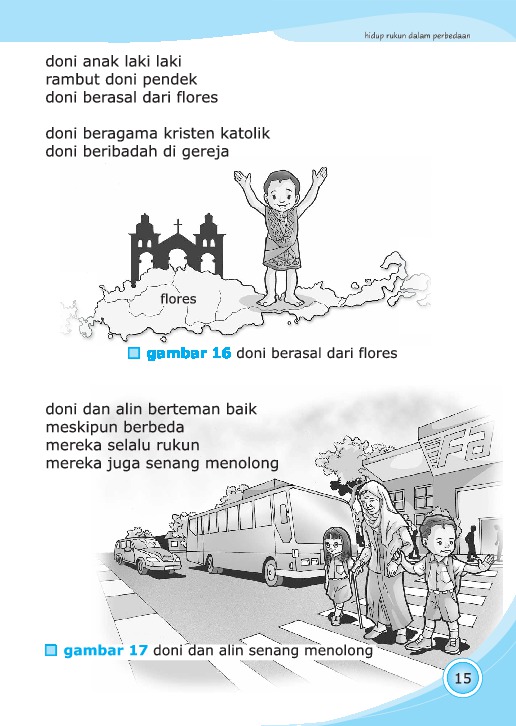 hidup rukun dalam perbedaan
doni anak laki laki
rambut doni pendek
doni berasal dari flores
doni beragama kristen katolik
doni beribadah di gereja
flores
gambar 16 doni berasal dari flores
doni dan alin berteman baik
meskipun berbeda
mereka selalu rukun
mereka juga senang menolong
gambar 17 doni dan alin senang menolong
15